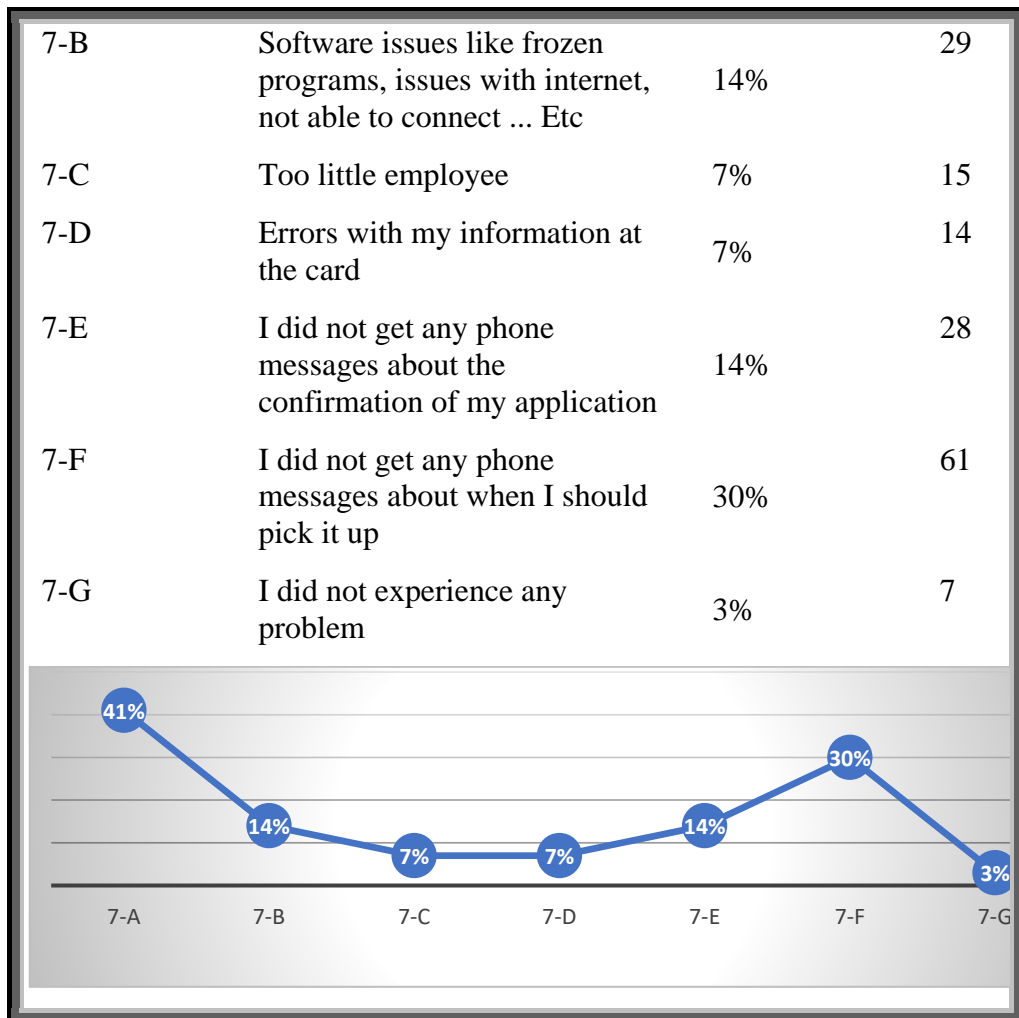 7-B Software issues like frozen 29
programs, issues with internet, 14%
not able to connect ... Etc
7-C Too little employee 7% 15
7-D Errors with my information at 14
the card 7%
7-E I did not get any phone 28
messages about the 14%
confirmation of my application
7-F I did not get any phone 61
messages about when I should 30%
pick it up
7-G I did not experience any 7
problem 3%
41%
30%
14% 14%
7% 7%
3%
7-A 7-B 7-C 7-D 7-E 7-F 7-G